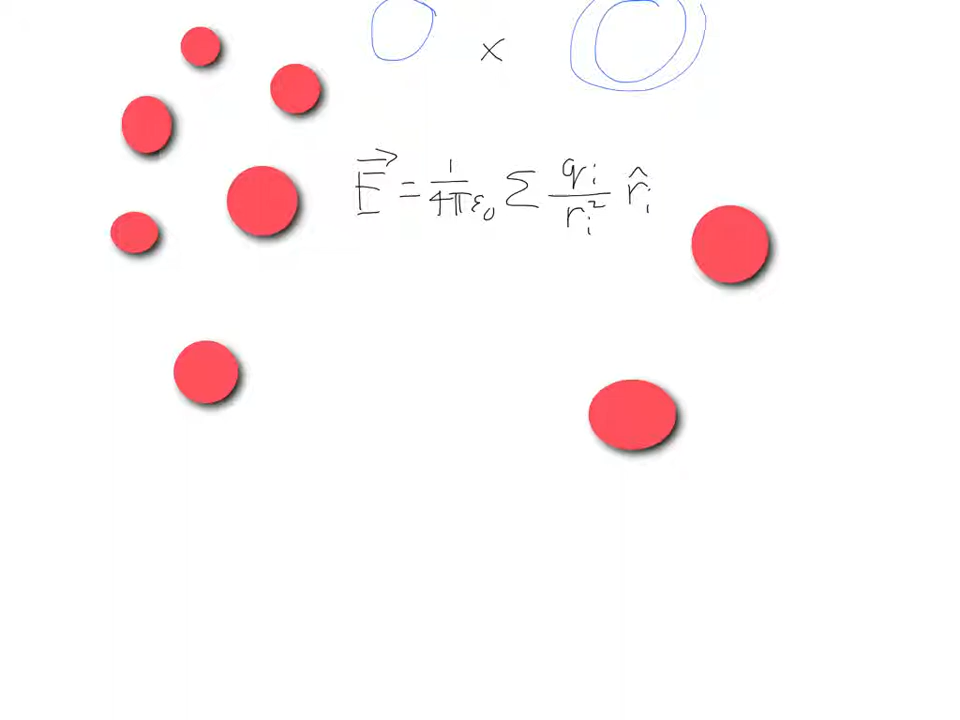 x
E⃗ = 1/4πε₀ Σ qᵢ/rᵢ² r̂ᵢ